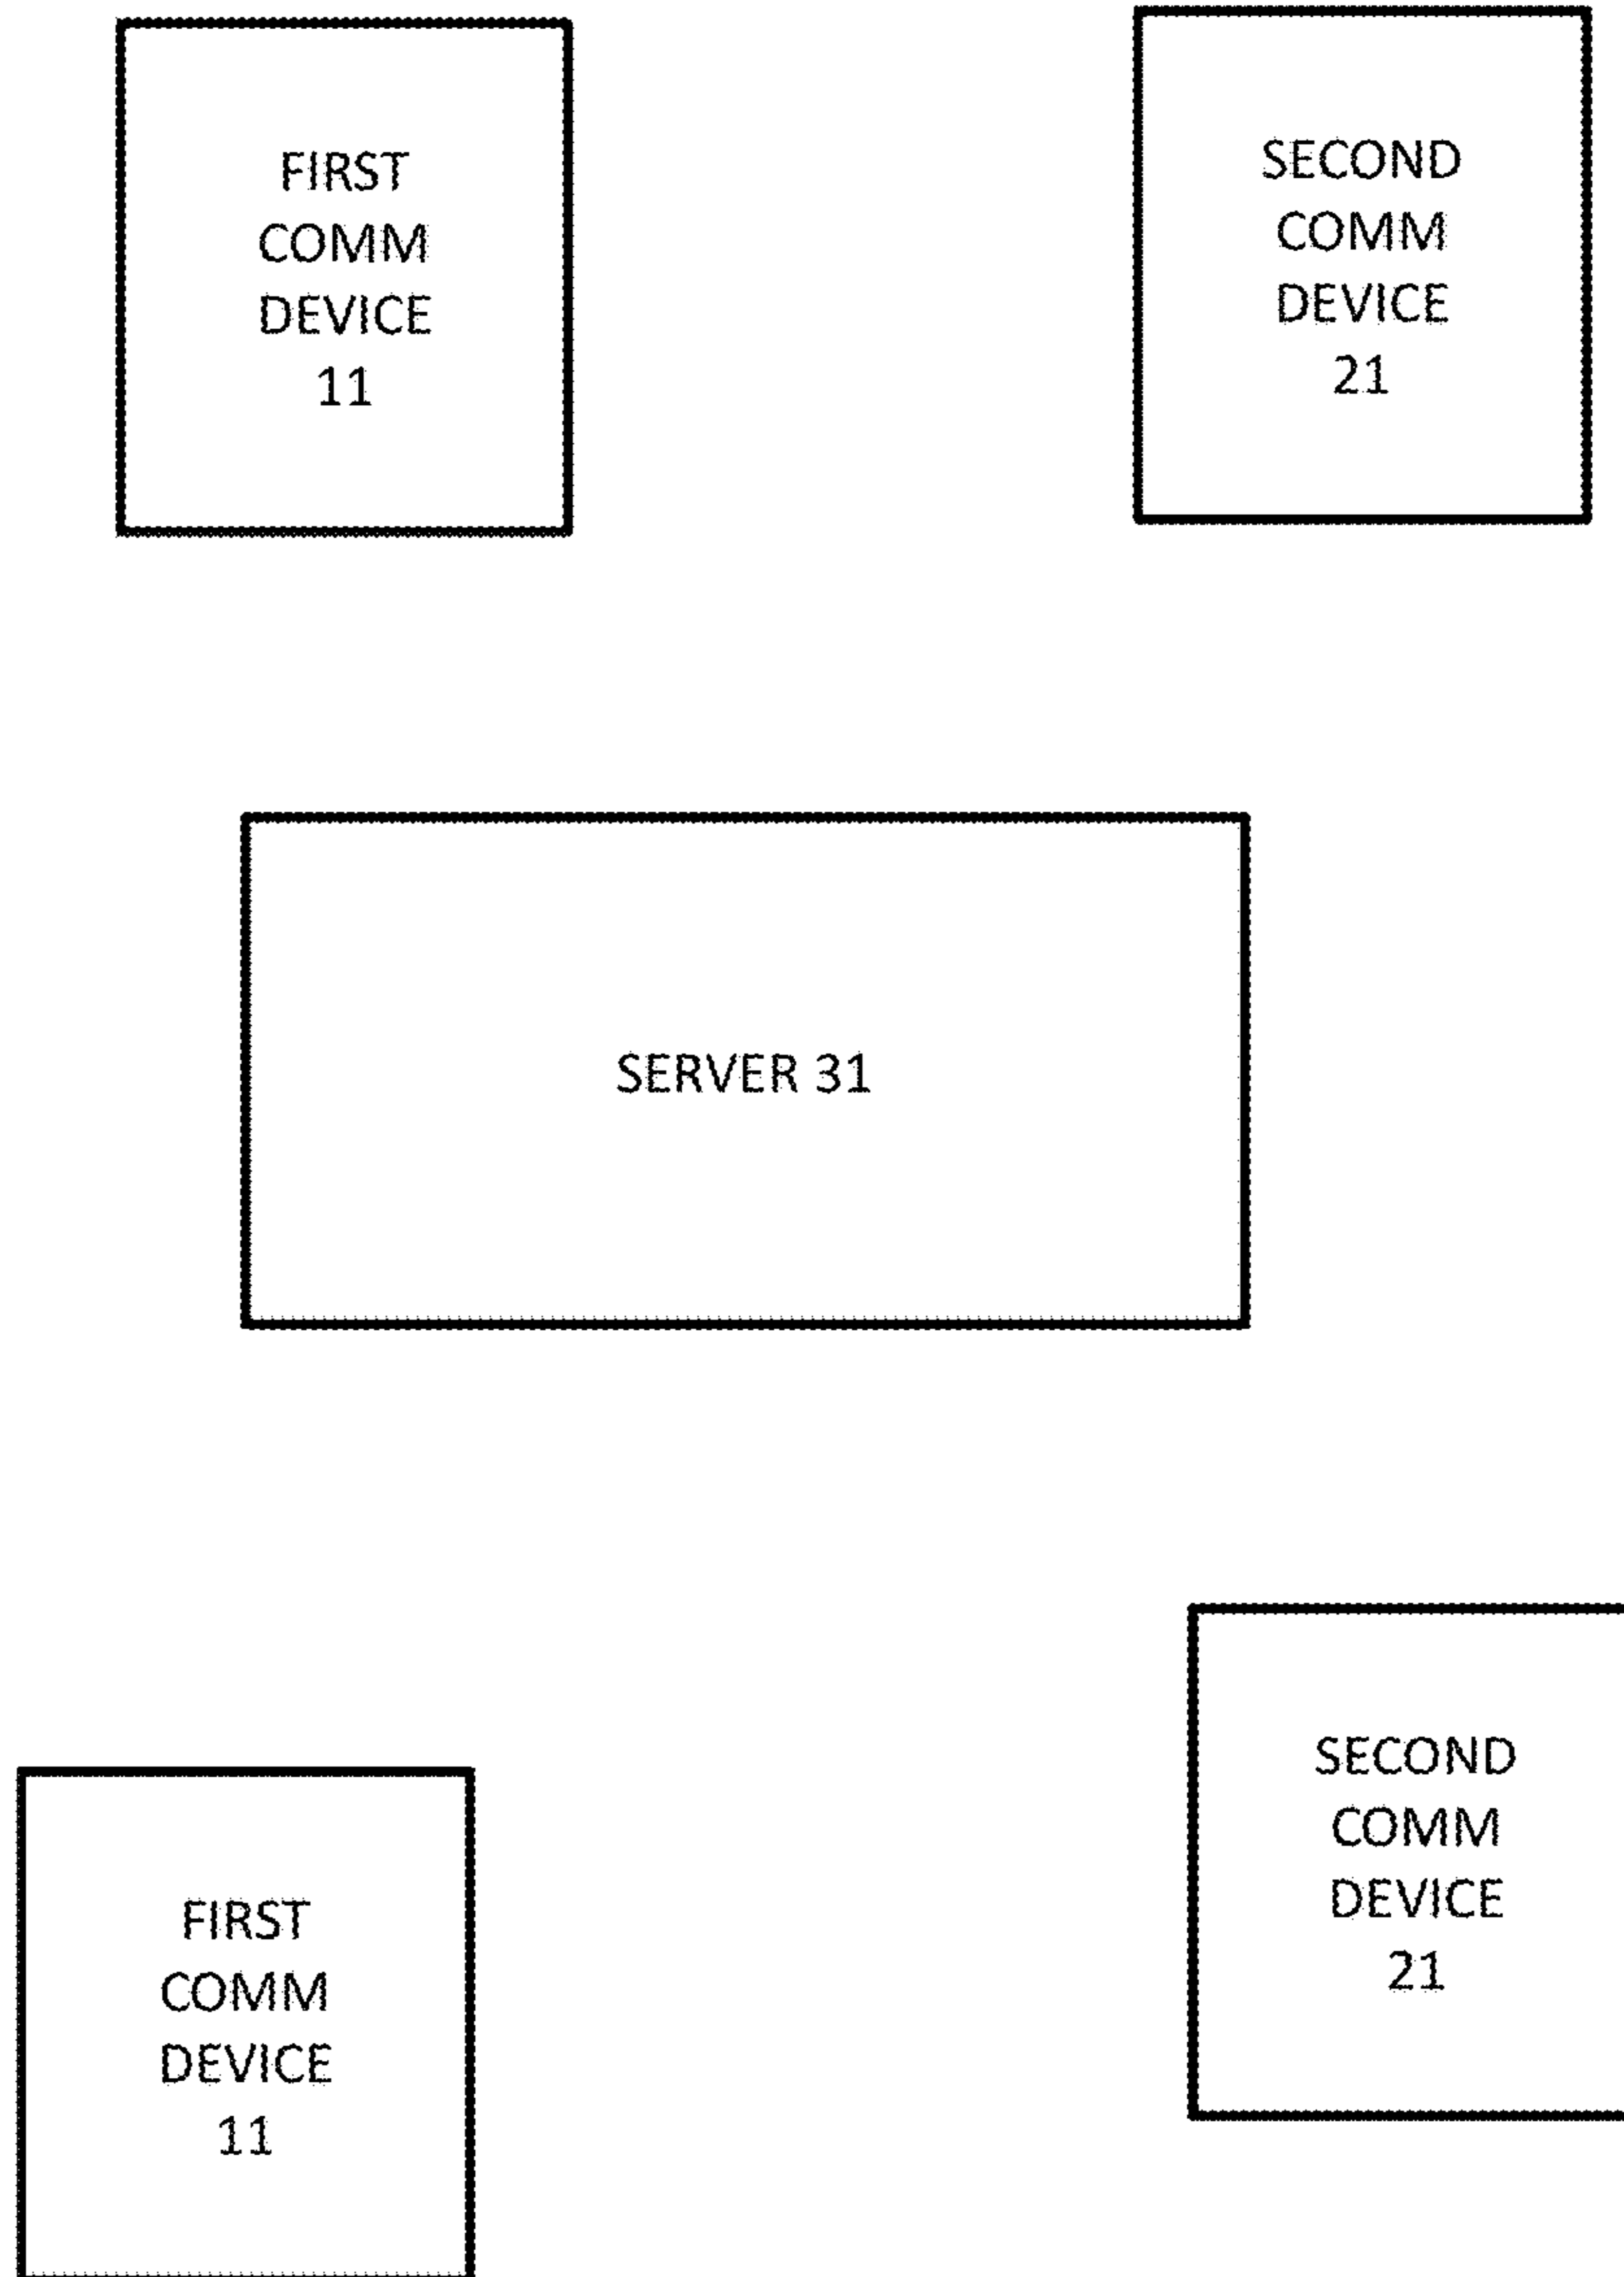 FIRST
COMM
DEVICE
11
SECOND
COMM
DEVICE
21
SERVER 31
FIRST
COMM
DEVICE
11
SECOND
COMM
DEVICE
21